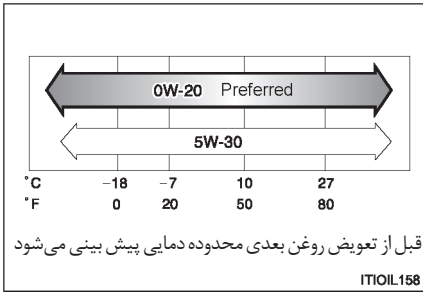 0W-20 Preferred
5W-30
°C −18 −7 10 27
°F 0 20 50 80
قبل از تعویض روغن بعدی محدوده دمایی پیش بینی می‌شود
ITIOIL158